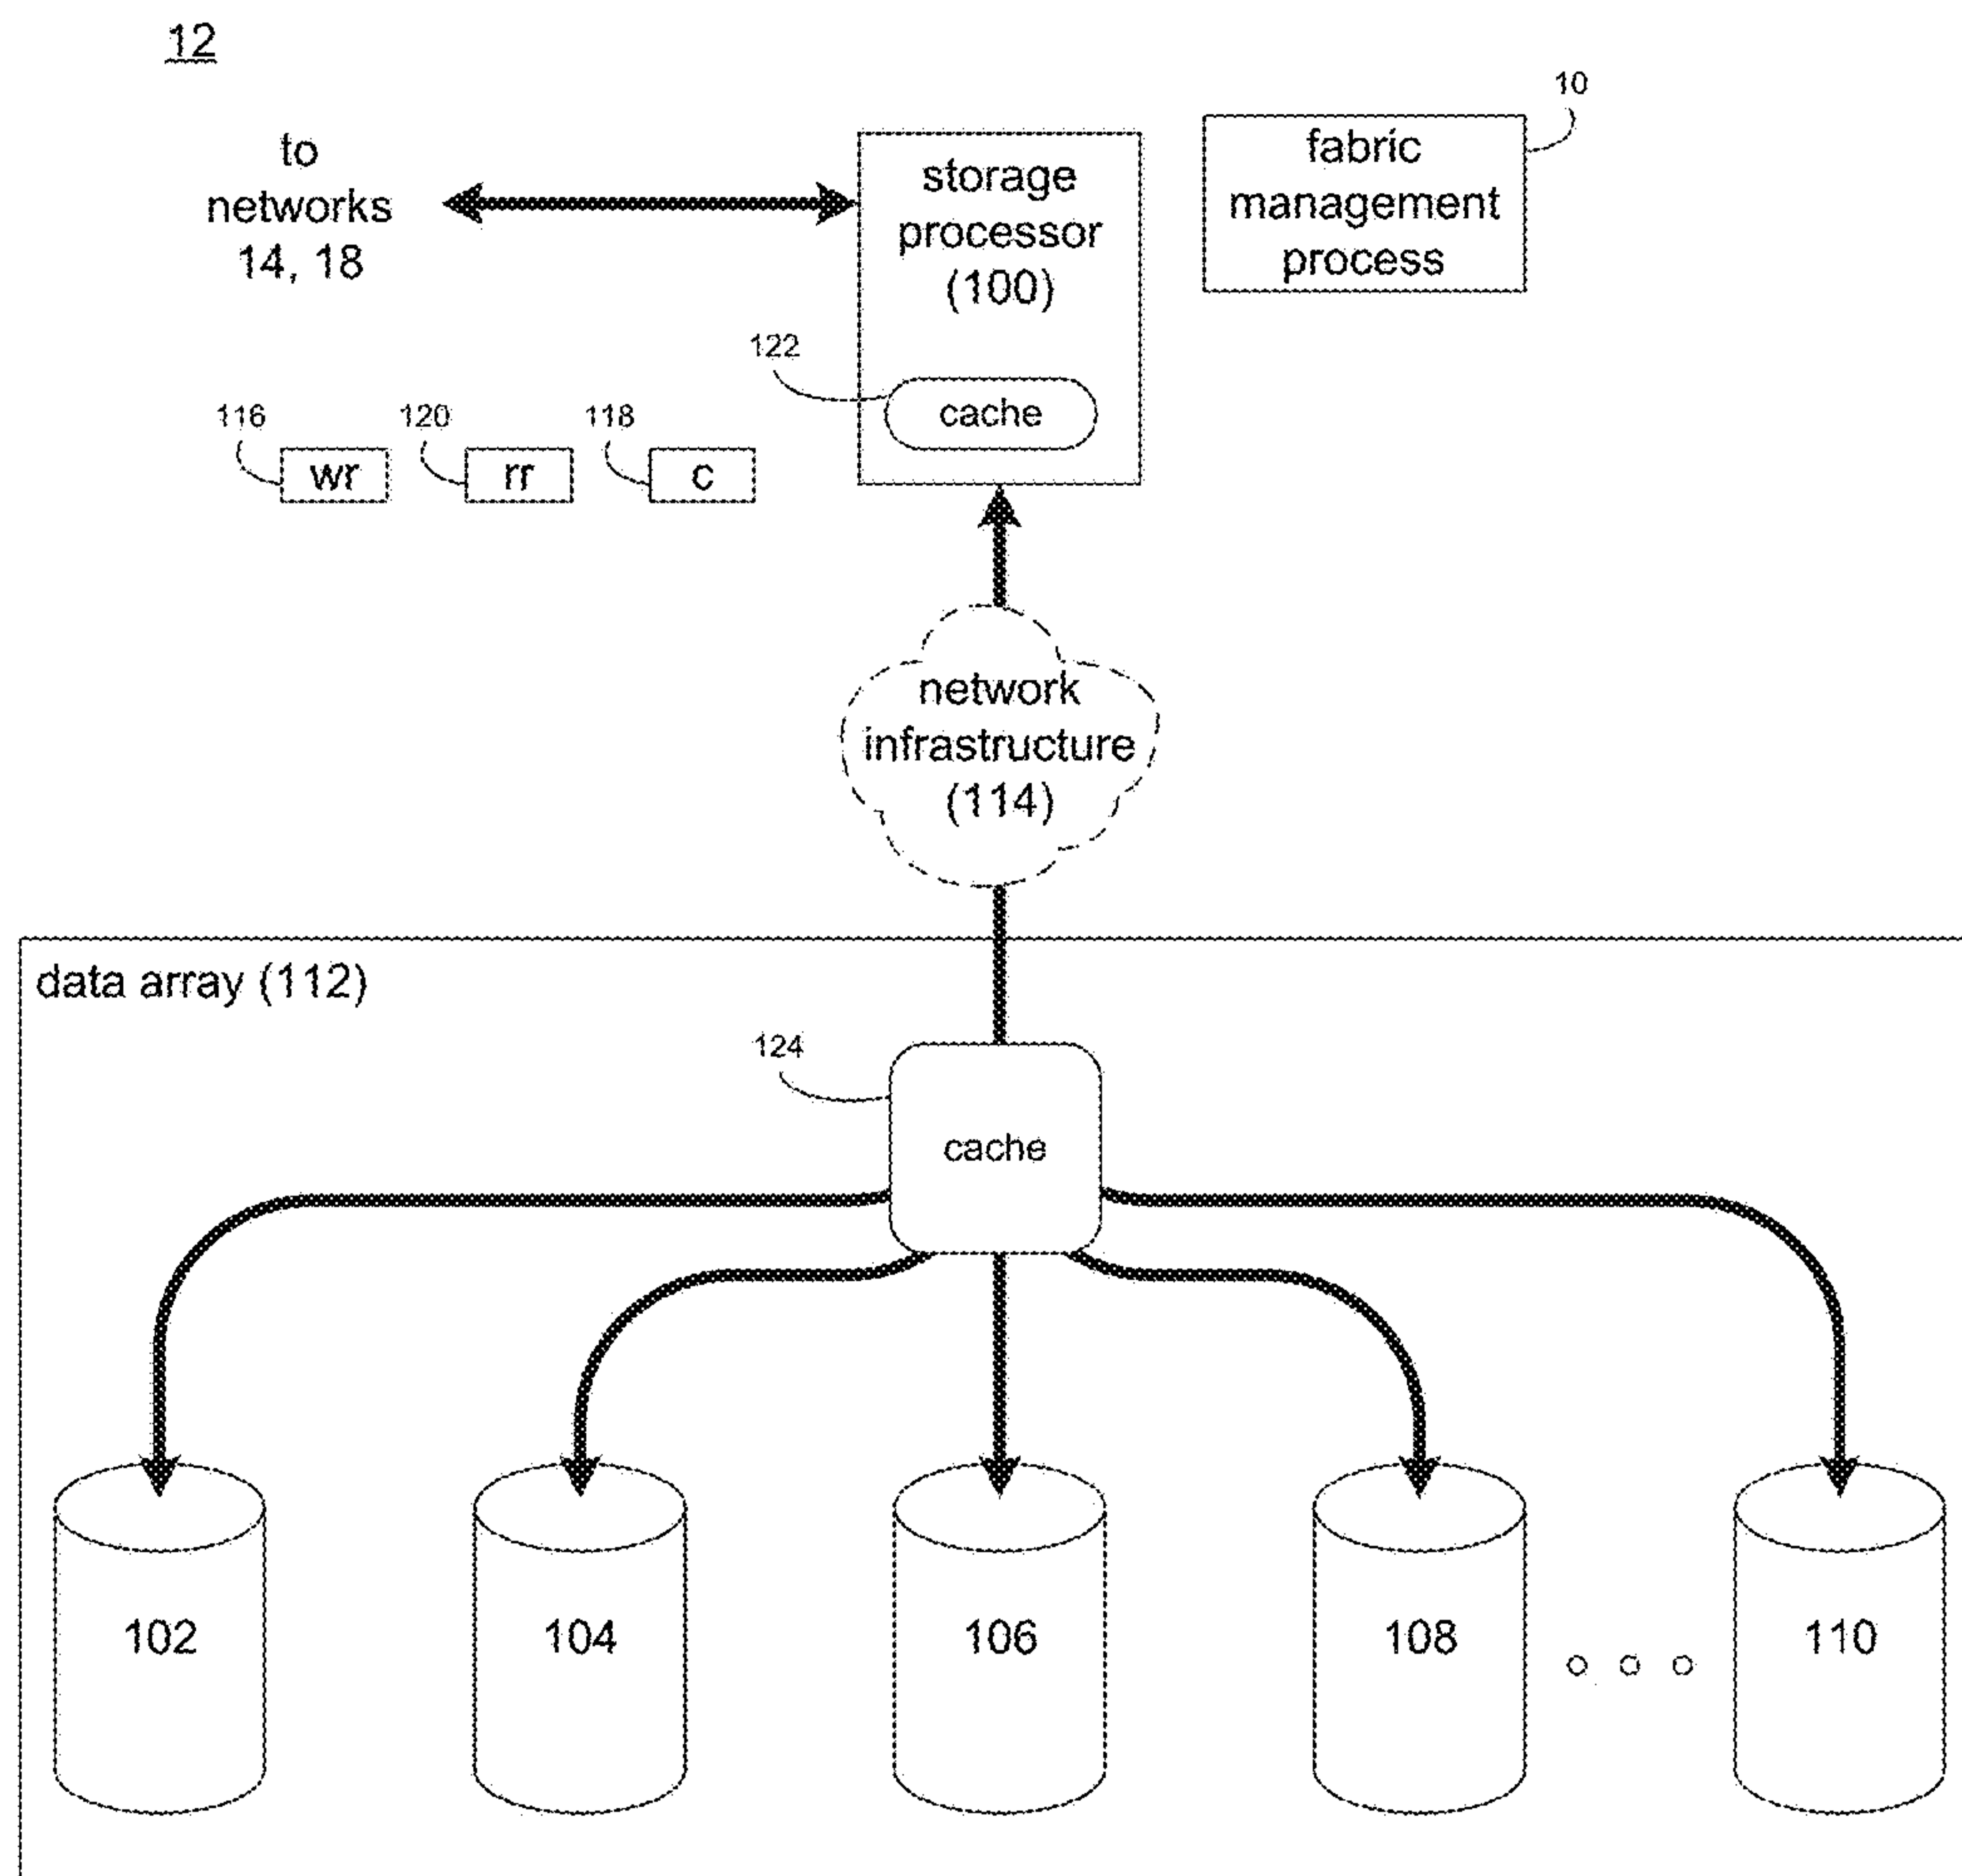 12
to
networks
14, 18
storage
processor
(100)
10
fabric
management
process
122
cache
116
wr
120
rr
118
c
network
infrastructure
(114)
data array (112)
124
cache
102
104
106
108
110